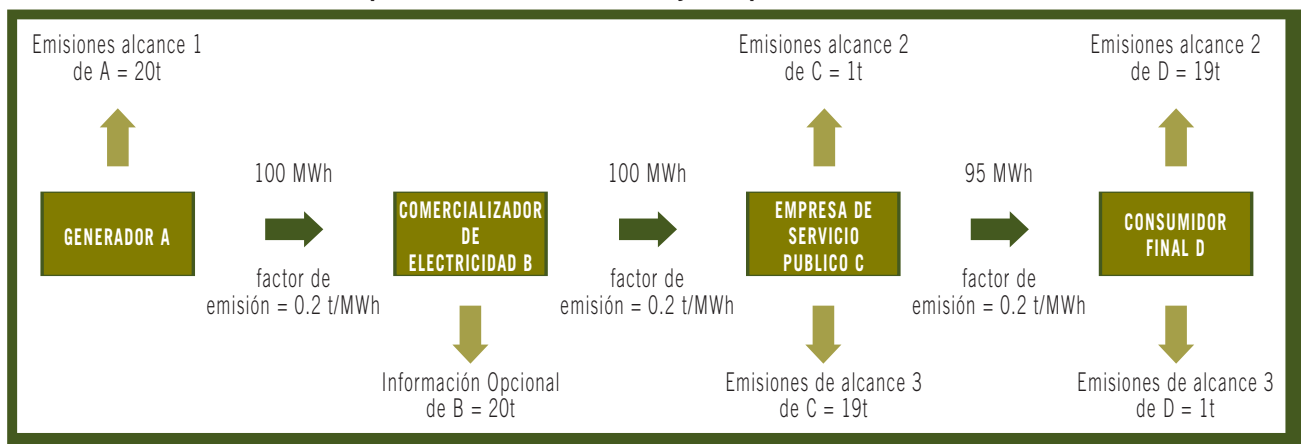 Emisiones alcance 1
de A = 20t
Emisiones alcance 2
de C = 1t
Emisiones alcance 2
de D = 19t
GENERADOR A
100 MWh
factor de
emisión = 0.2 t/MWh
COMERCIALIZADOR
DE
ELECTRICIDAD B
100 MWh
factor de
emisión = 0.2 t/MWh
EMPRESA DE
SERVICIO
PUBLICO C
95 MWh
factor de
emisión = 0.2 t/MWh
CONSUMIDOR
FINAL D
Información Opcional
de B = 20t
Emisiones de alcance 3
de C = 19t
Emisiones de alcance 3
de D = 1t